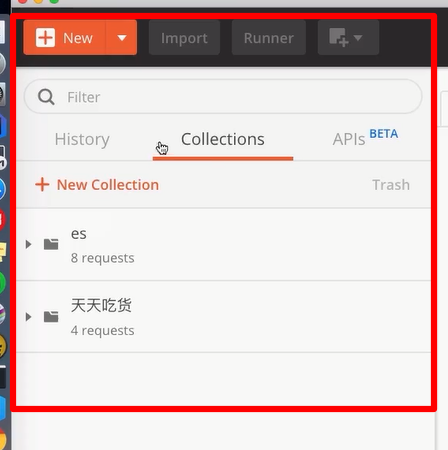 New Import Runner
Filter
History Collections APIs BETA
+ New Collection Trash
es
8 requests
天天吃货
4 requests